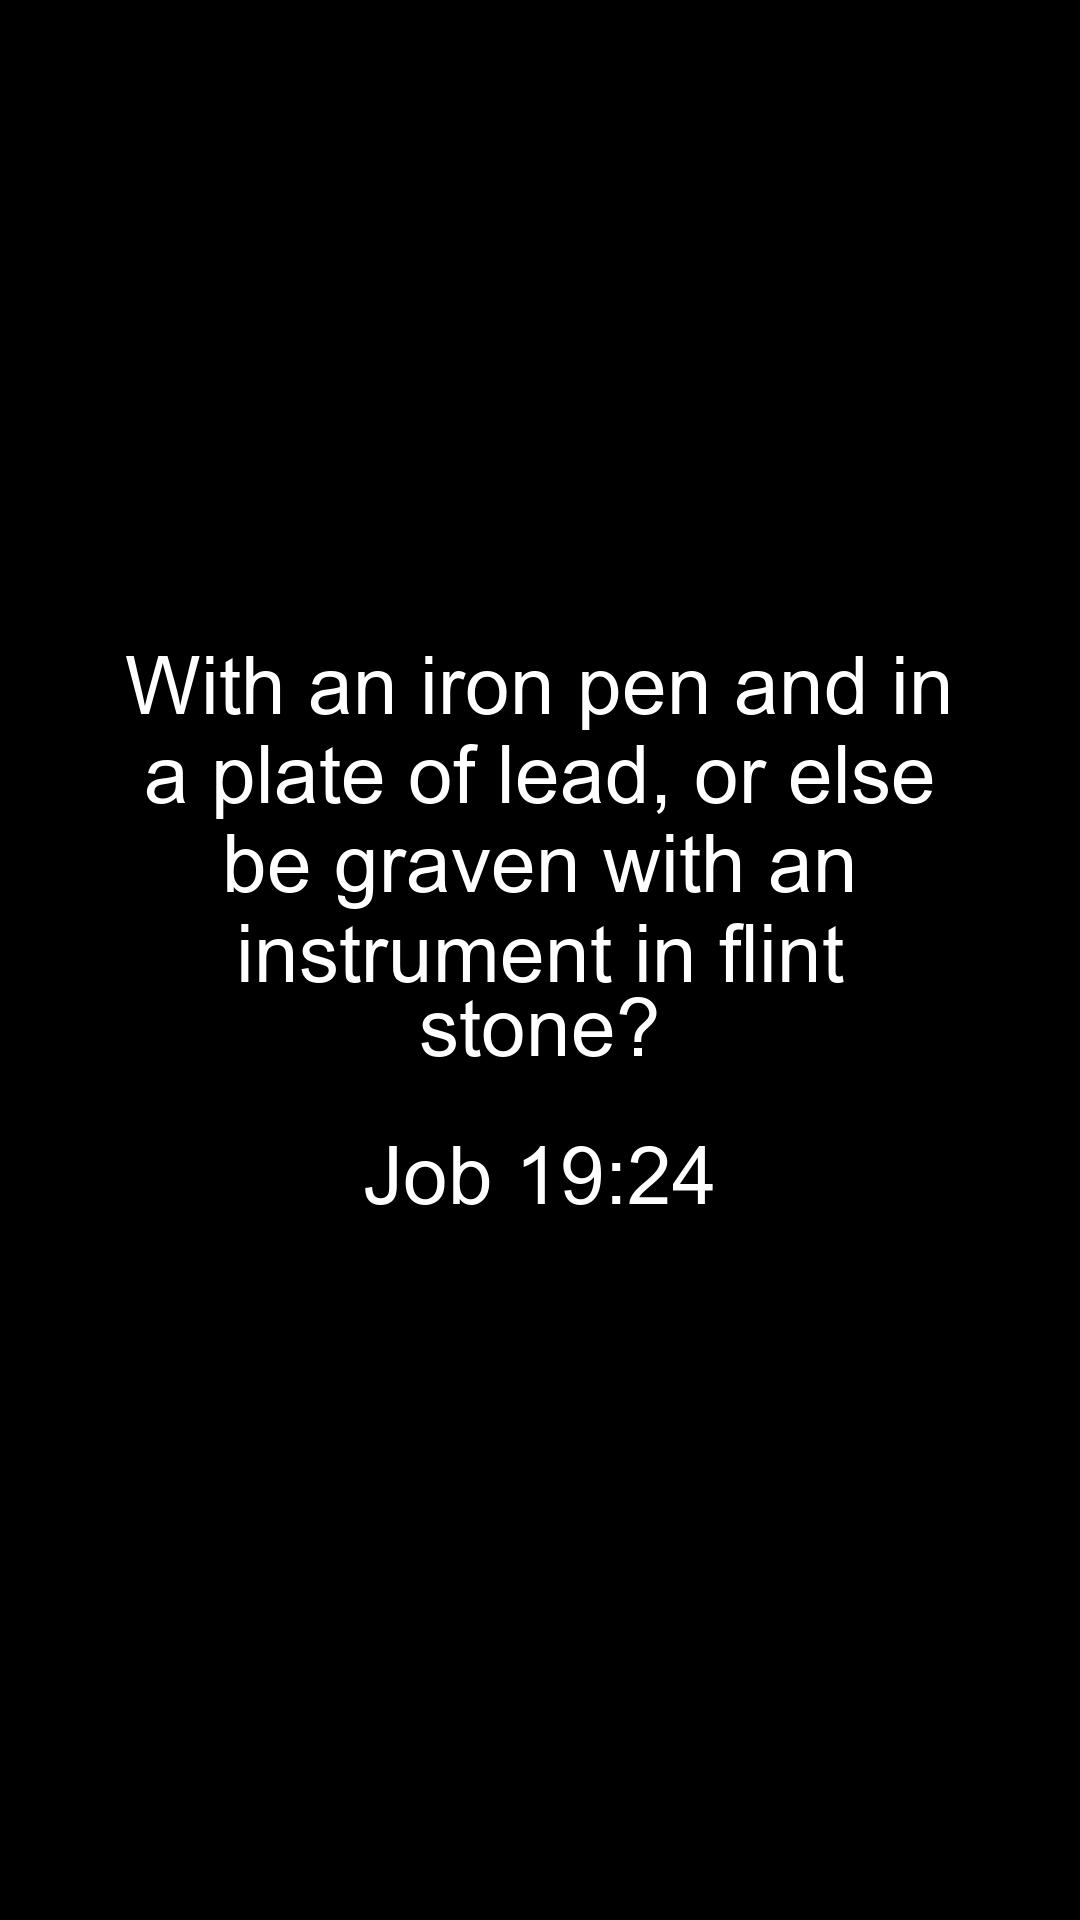 With an iron pen and in
a plate of lead, or else
be graven with an
instrument in flint
stone?
Job 19:24